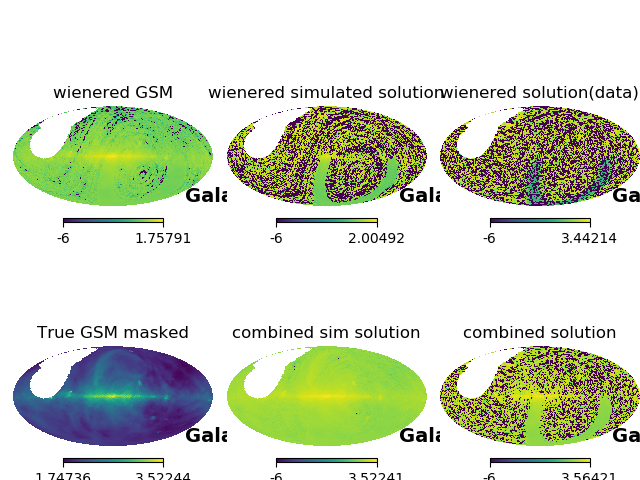 wienered GSM
wienered simulated solution
wienered solution(data)
Gala
Gala
Ga
-6
1.75791
-6
2.00492
-6
3.44214
True GSM masked
combined sim solution
combined solution
Gala
Gala
Ga
1.74736
3.52244
-6
3.52241
-6
3.56421